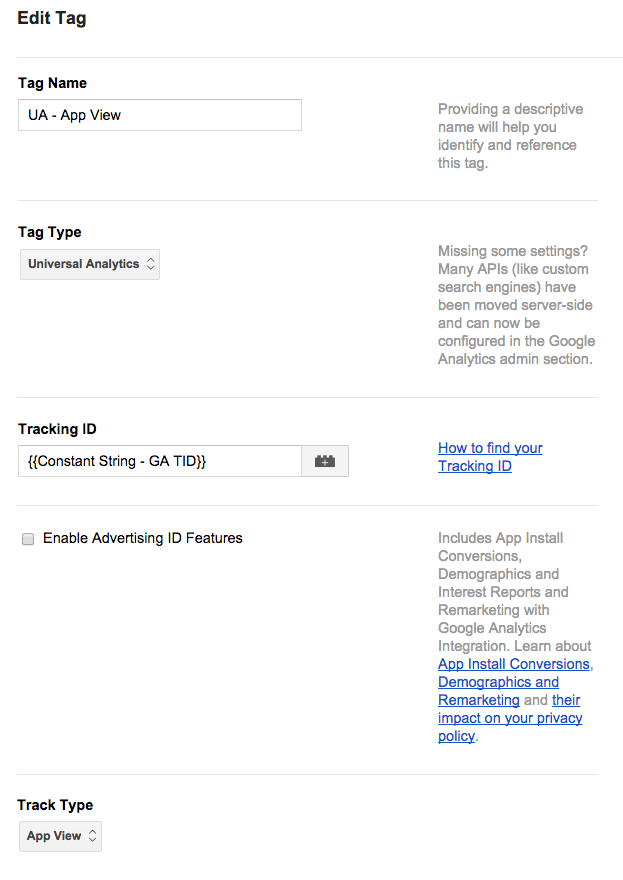 Edit Tag
Tag Name
UA - App View
Providing a descriptive
name will help you
identify and reference
this tag.
Tag Type
Universal Analytics
Missing some settings?
Many APIs (like custom
search engines) have
been moved server-side
and can now be
configured in the Google
Analytics admin section.
Tracking ID
{{Constant String - GA TID}}
How to find your
Tracking ID
Enable Advertising ID Features
Includes App Install
Conversions,
Demographics and
Interest Reports and
Remarketing with
Google Analytics
Integration. Learn about
App Install Conversions,
Demographics and
Remarketing and their
impact on your privacy
policy.
Track Type
App View